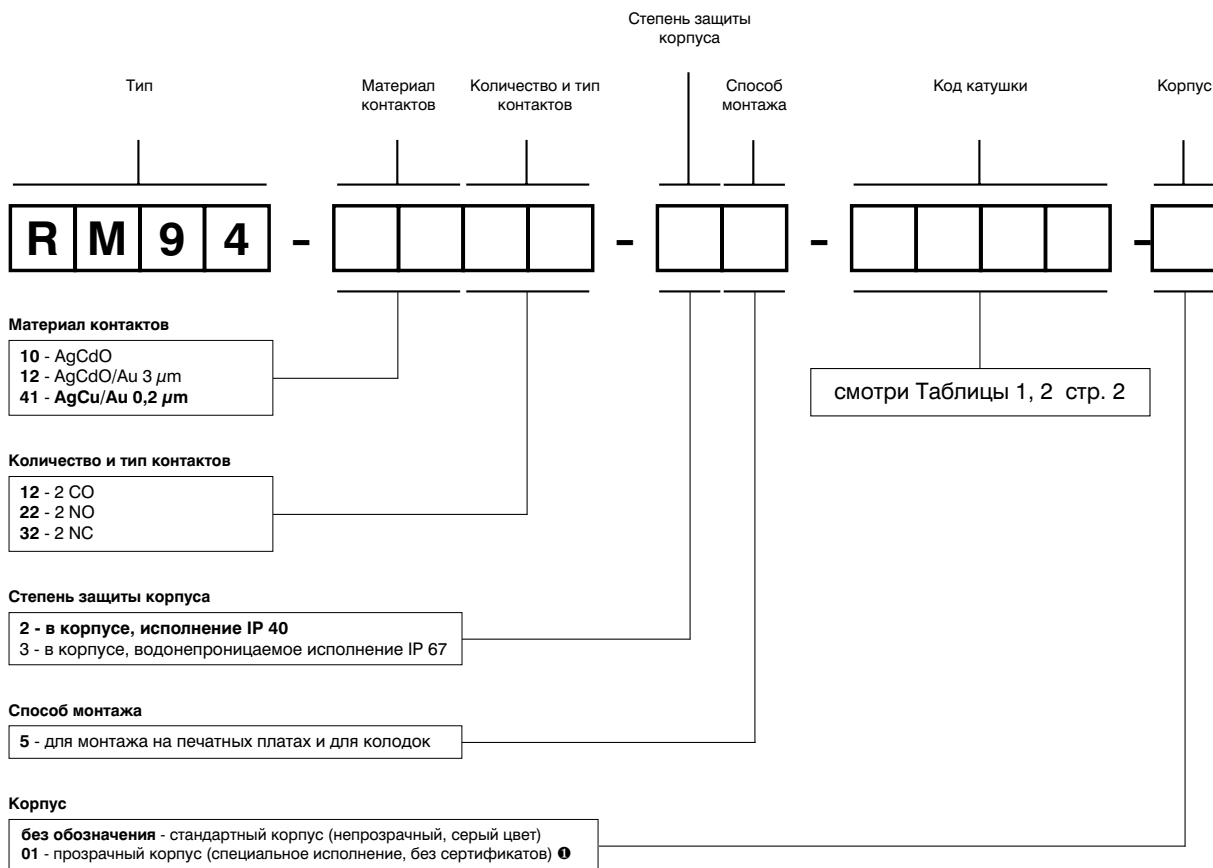 Степень защиты
корпуса
Тип
Материал
контактов
Количество и тип
контактов
Способ
монтажа
Код катушки
Корпус
R M 9 4 - - - -
Материал контактов
10 - AgCdO
12 - AgCdO/Au 3 µm
41 - AgCu/Au 0,2 µm
смотри Таблицы 1, 2 стр. 2
Количество и тип контактов
12 - 2 CO
22 - 2 NO
32 - 2 NC
Степень защиты корпуса
2 - в корпусе, исполнение IP 40
3 - в корпусе, водонепроницаемое исполнение IP 67
Способ монтажа
5 - для монтажа на печатных платах и для колодок
Корпус
без обозначения - стандартный корпус (непрозрачный, серый цвет)
01 - прозрачный корпус (специальное исполнение, без сертификатов) ❶